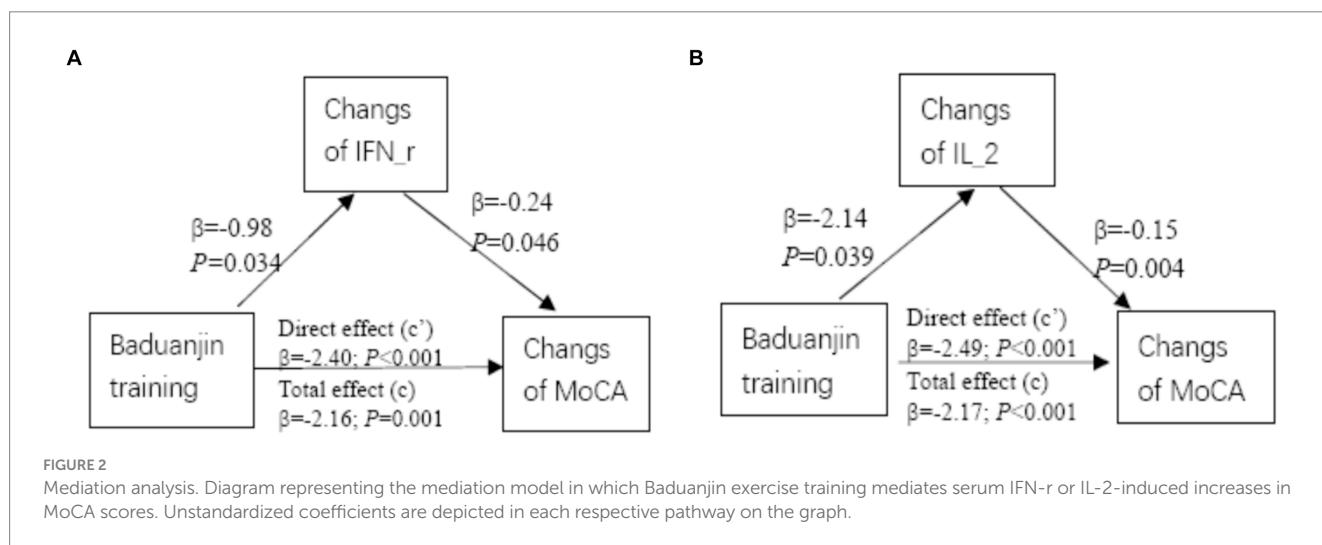 A
Changs
of IFN_r
β=-0.98
P=0.034
β=-0.24
P=0.046
Baduanjin
training
Direct effect (c’)
β=-2.40; P<0.001
Total effect (c)
β=-2.16; P=0.001
Changs
of MoCA
B
Changs
of IL_2
β=-2.14
P=0.039
β=-0.15
P=0.004
Baduanjin
training
Direct effect (c’)
β=-2.49; P<0.001
Total effect (c)
β=-2.17; P<0.001
Changs
of MoCA
FIGURE 2
Mediation analysis. Diagram representing the mediation model in which Baduanjin exercise training mediates serum IFN-r or IL-2-induced increases in
MoCA scores. Unstandardized coefficients are depicted in each respective pathway on the graph.